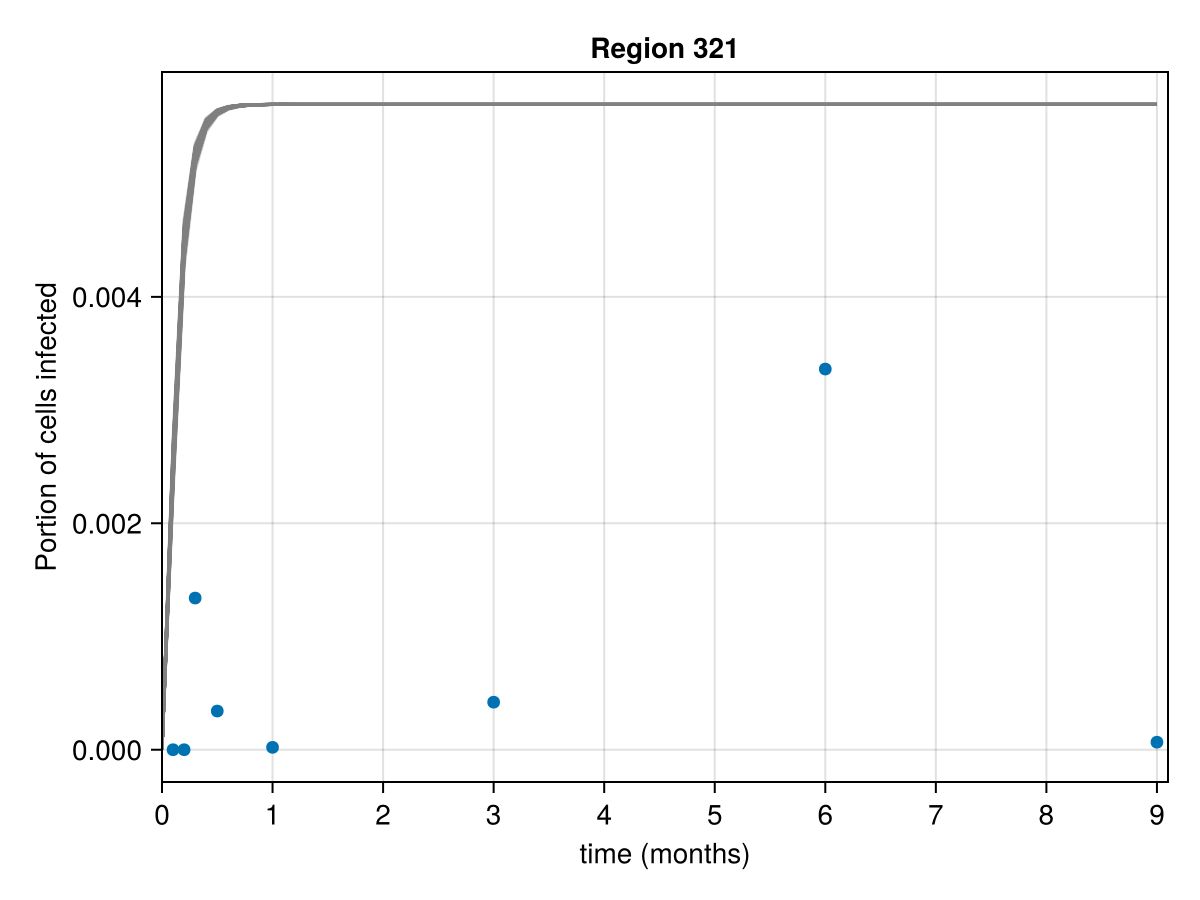 Region 321
Portion of cells infected
0.004
0.002
0.000
0 1 2 3 4 5 6 7 8 9
time (months)